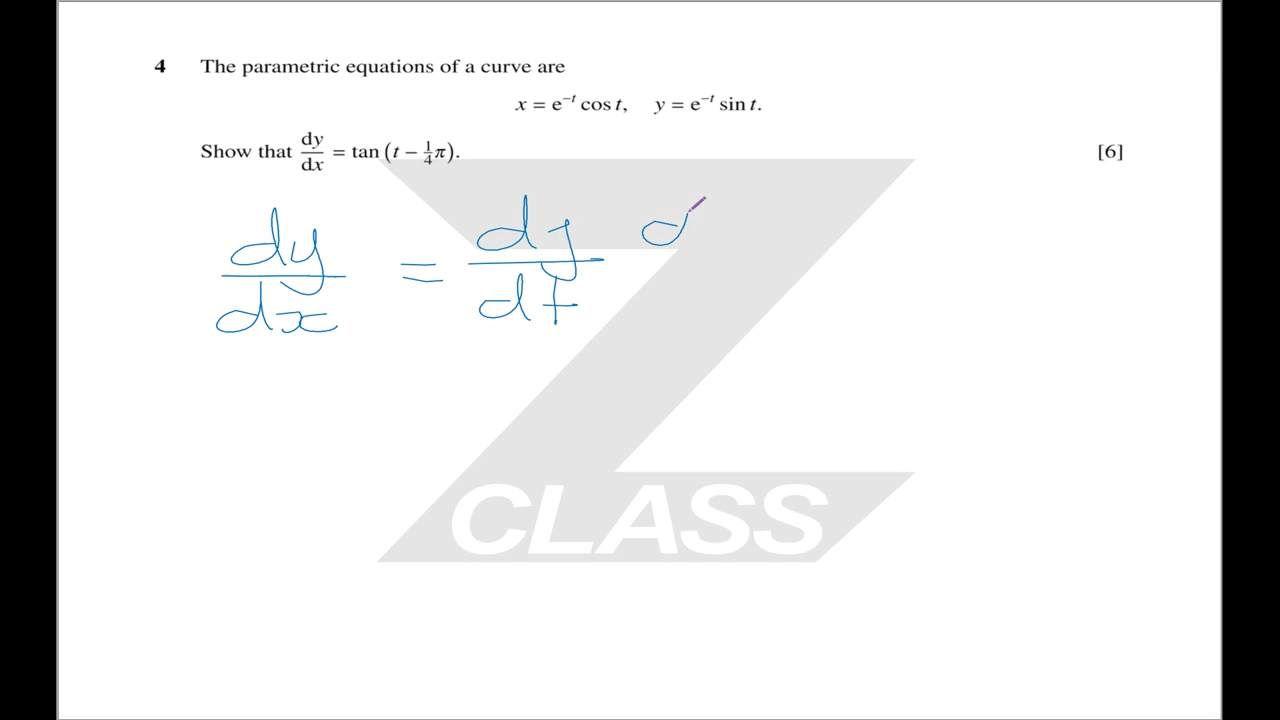 4 The parametric equations of a curve are
x = e⁻ᵗ cos t, y = e⁻ᵗ sin t.
Show that dy/dx = tan (t − ¼π). [6]
dy/dx = dy/dt d
CLASS